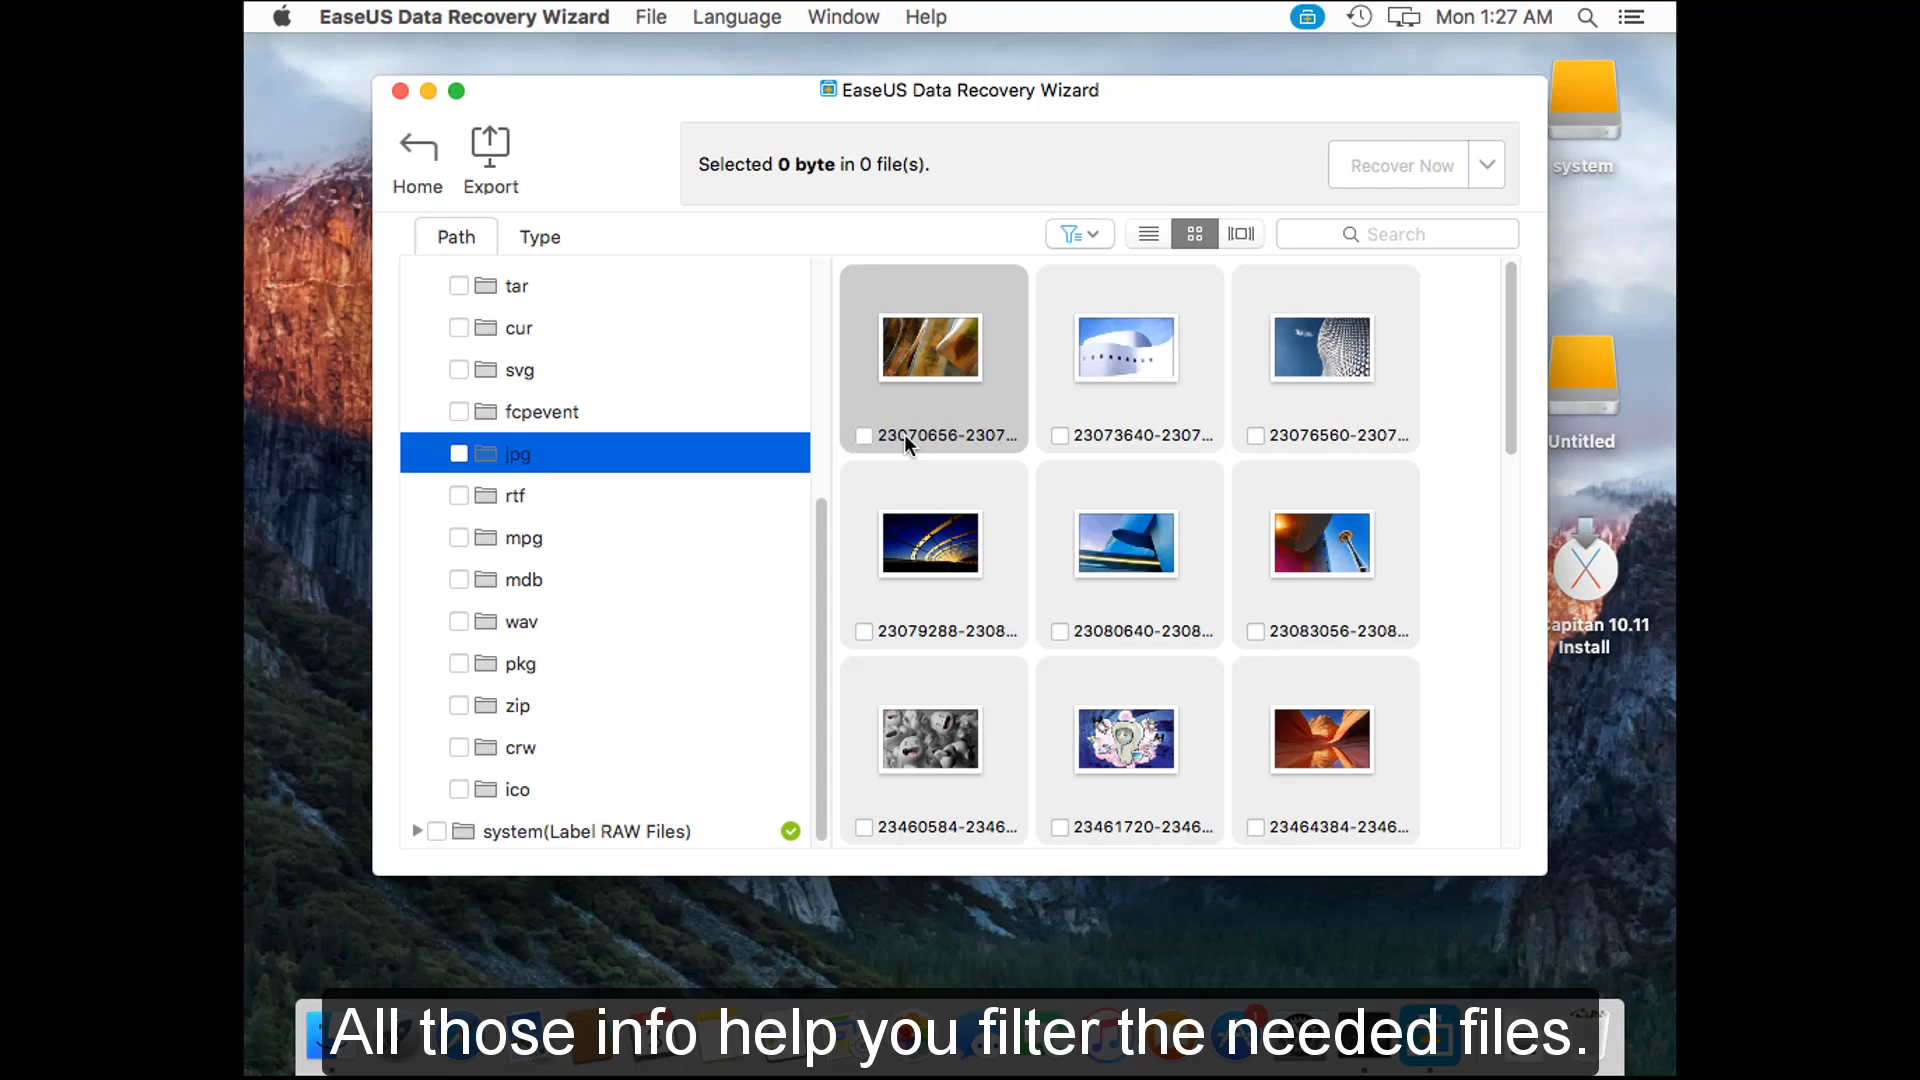 EaseUS Data Recovery Wizard File Language Window Help Mon 1:27 AM
EaseUS Data Recovery Wizard
system
Home Export
Selected 0 byte in 0 file(s).
Recover Now
Path Type
Search
tar
cur
svg
fcpevent
jpg
rtf
mpg
mdb
wav
pkg
zip
crw
ico
system(Label RAW Files)
23070656-2307... 23073640-2307... 23076560-2307...
23079288-2308... 23080640-2308... 23083056-2308...
23460584-2346... 23461720-2346... 23464384-2346...
Untitled
apitan 10.11
Install
All those info help you filter the needed files.